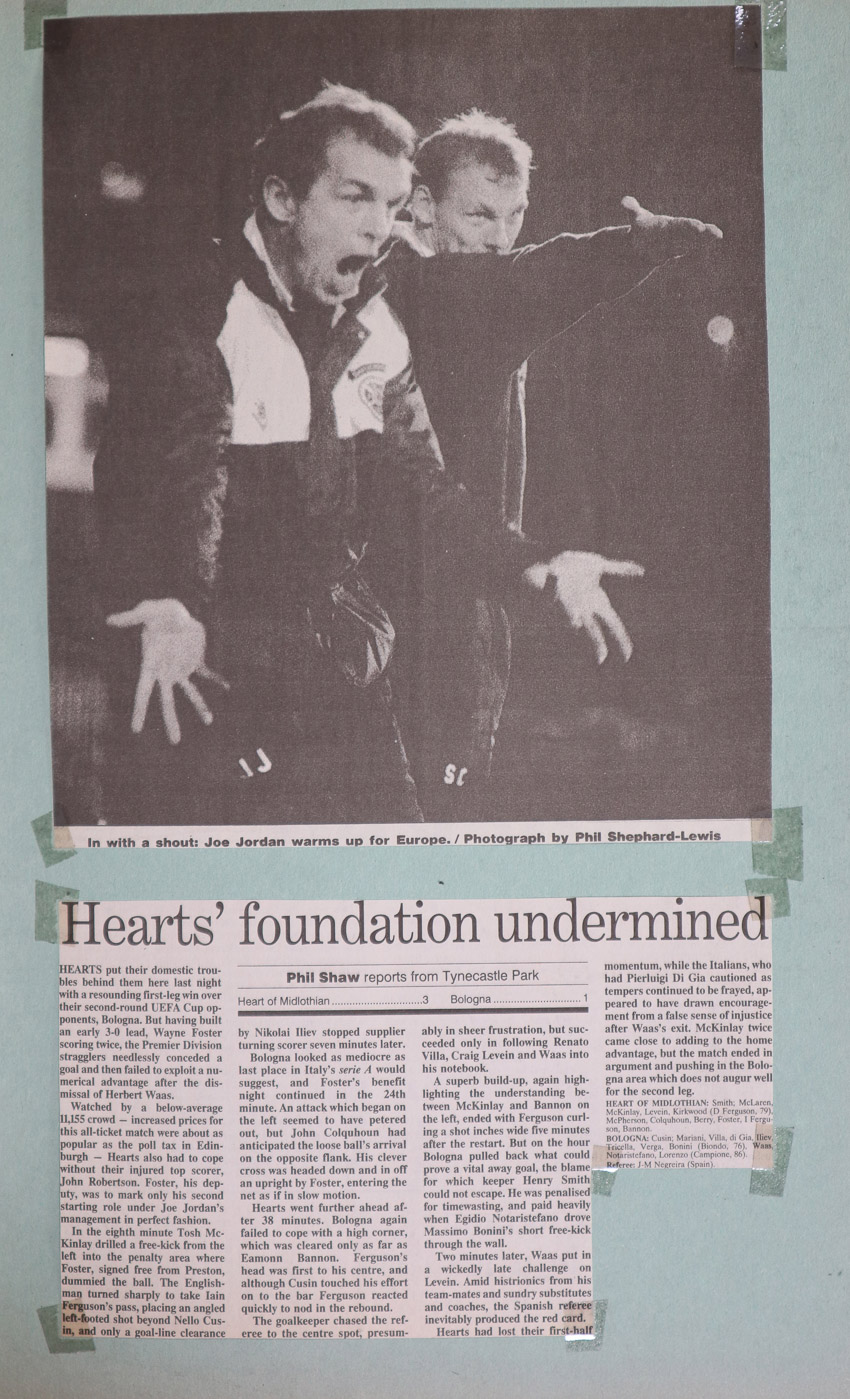 IJ
SC
In with a shout: Joe Jordan warms up for Europe. / Photograph by Phil Shephard-Lewis
Hearts' foundation undermined
Phil Shaw reports from Tynecastle Park
Heart of Midlothian..............................3 Bologna..............................1
HEARTS put their domestic trou-
bles behind them here last night
with a resounding first-leg win over
their second-round UEFA Cup op-
ponents, Bologna. But having built
an early 3-0 lead, Wayne Foster
scoring twice, the Premier Division
stragglers needlessly conceded a
goal and then failed to exploit a nu-
merical advantage after the dis-
missal of Herbert Waas.
Watched by a below-average
11,155 crowd — increased prices for
this all-ticket match were about as
popular as the poll tax in Edin-
burgh — Hearts also had to cope
without their injured top scorer,
John Robertson. Foster, his dep-
uty, was to mark only his second
starting role under Joe Jordan's
management in perfect fashion.
In the eighth minute Tosh Mc-
Kinlay drilled a free-kick from the
left into the penalty area where
Foster, signed free from Preston,
dummied the ball. The English-
man turned sharply to take Iain
Ferguson's pass, placing an angled
left-footed shot beyond Nello Cus-
in, and only a goal-line clearance
by Nikolai Iliev stopped supplier
turning scorer seven minutes later.
Bologna looked as mediocre as
last place in Italy's serie A would
suggest, and Foster's benefit
night continued in the 24th
minute. An attack which began on
the left seemed to have petered
out, but John Colquhoun had
anticipated the loose ball's arrival
on the opposite flank. His clever
cross was headed down and in off
an upright by Foster, entering the
net as if in slow motion.
Hearts went further ahead af-
ter 38 minutes. Bologna again
failed to cope with a high corner,
which was cleared only as far as
Eamonn Bannon. Ferguson's
head was first to his centre, and
although Cusin touched his effort
on to the bar Ferguson reacted
quickly to nod in the rebound.
The goalkeeper chased the ref-
eree to the centre spot, presum-
ably in sheer frustration, but suc-
ceeded only in following Renato
Villa, Craig Levein and Waas into
his notebook.
A superb build-up, again high-
lighting the understanding be-
tween McKinlay and Bannon on
the left, ended with Ferguson curl-
ing a shot inches wide five minutes
after the restart. But on the hour
Bologna pulled back what could
prove a vital away goal, the blame
for which keeper Henry Smith
could not escape. He was penalised
for timewasting, and paid heavily
when Egidio Notaristefano drove
Massimo Bonini's short free-kick
through the wall.
Two minutes later, Waas put in
a wickedly late challenge on
Levein. Amid histrionics from his
team-mates and sundry substitutes
and coaches, the Spanish referee
inevitably produced the red card.
Hearts had lost their first-half
momentum, while the Italians, who
had Pierluigi Di Gia cautioned as
tempers continued to be frayed, ap-
peared to have drawn encourage-
ment from a false sense of injustice
after Waas's exit. McKinlay twice
came close to adding to the home
advantage, but the match ended in
argument and pushing in the Bolo-
gna area which does not augur well
for the second leg.
HEART OF MIDLOTHIAN: Smith; McLaren,
McKinlay, Levein, Kirkwood (D Ferguson, 79),
McPherson, Colquhoun, Berry, Foster, I Fergu-
son, Bannon.
BOLOGNA: Cusin; Mariani, Villa, di Gia, Iliev,
Tricella, Verga, Bonini (Biondo, 76), Waas,
Notaristefano, Lorenzo (Campione, 86).
Referee: J-M Negreira (Spain).